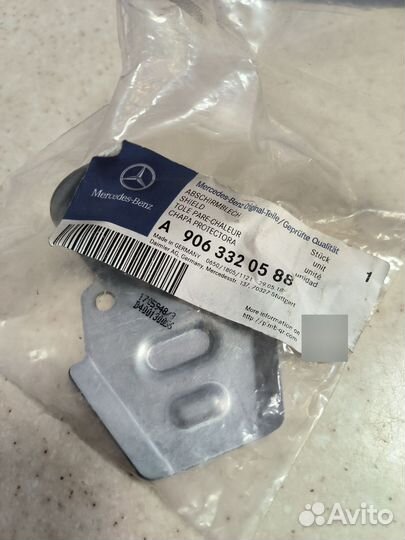 Mercedes-Benz
Mercedes-Benz Original-Teile/Geprüfte Qualität
ABSCHIRMBLECH
SHIELD
TOLE PARE-CHALEUR
CHAPA PROTECTORA
Stück
unit
unité
unidad
1
A 906 332 05 88
Made in GERMANY
Daimler AG, Germany, Mercedesstr. 137, 70327 Stuttgart
More information on
Avito